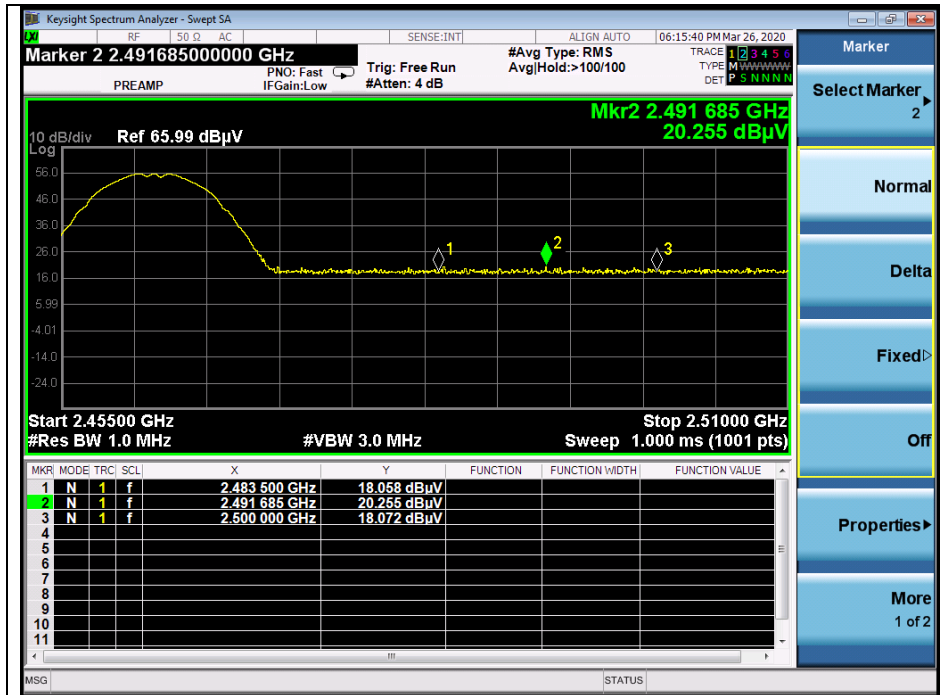 Keysight Spectrum Analyzer - Swept SA
LXI RF 50 Ω AC SENSE:INT ALIGN AUTO 06:15:40 PM Mar 26, 2020
Marker 2 2.491685000000 GHz
PREAMP
PNO: Fast
IFGain:Low
Trig: Free Run
#Atten: 4 dB
#Avg Type: RMS
Avg|Hold:>100/100
TRACE 1 2 3 4 5 6
TYPE M WWWWW
DET P S N N N N
Mkr2 2.491 685 GHz
20.255 dBµV
10 dB/div Ref 65.99 dBµV
Log
56.0
46.0
36.0
26.0
16.0
5.99
-4.01
-14.0
-24.0
1
2
3
Start 2.45500 GHz Stop 2.51000 GHz
#Res BW 1.0 MHz #VBW 3.0 MHz Sweep 1.000 ms (1001 pts)
MKR MODE TRC SCL X Y FUNCTION FUNCTION WIDTH FUNCTION VALUE
1 N 1 f 2.483 500 GHz 18.058 dBµV
2 N 1 f 2.491 685 GHz 20.255 dBµV
3 N 1 f 2.500 000 GHz 18.072 dBµV
4
5
6
7
8
9
10
11
MSG STATUS
Marker
Select Marker
2
Normal
Delta
Fixed
Off
Properties
More
1 of 2